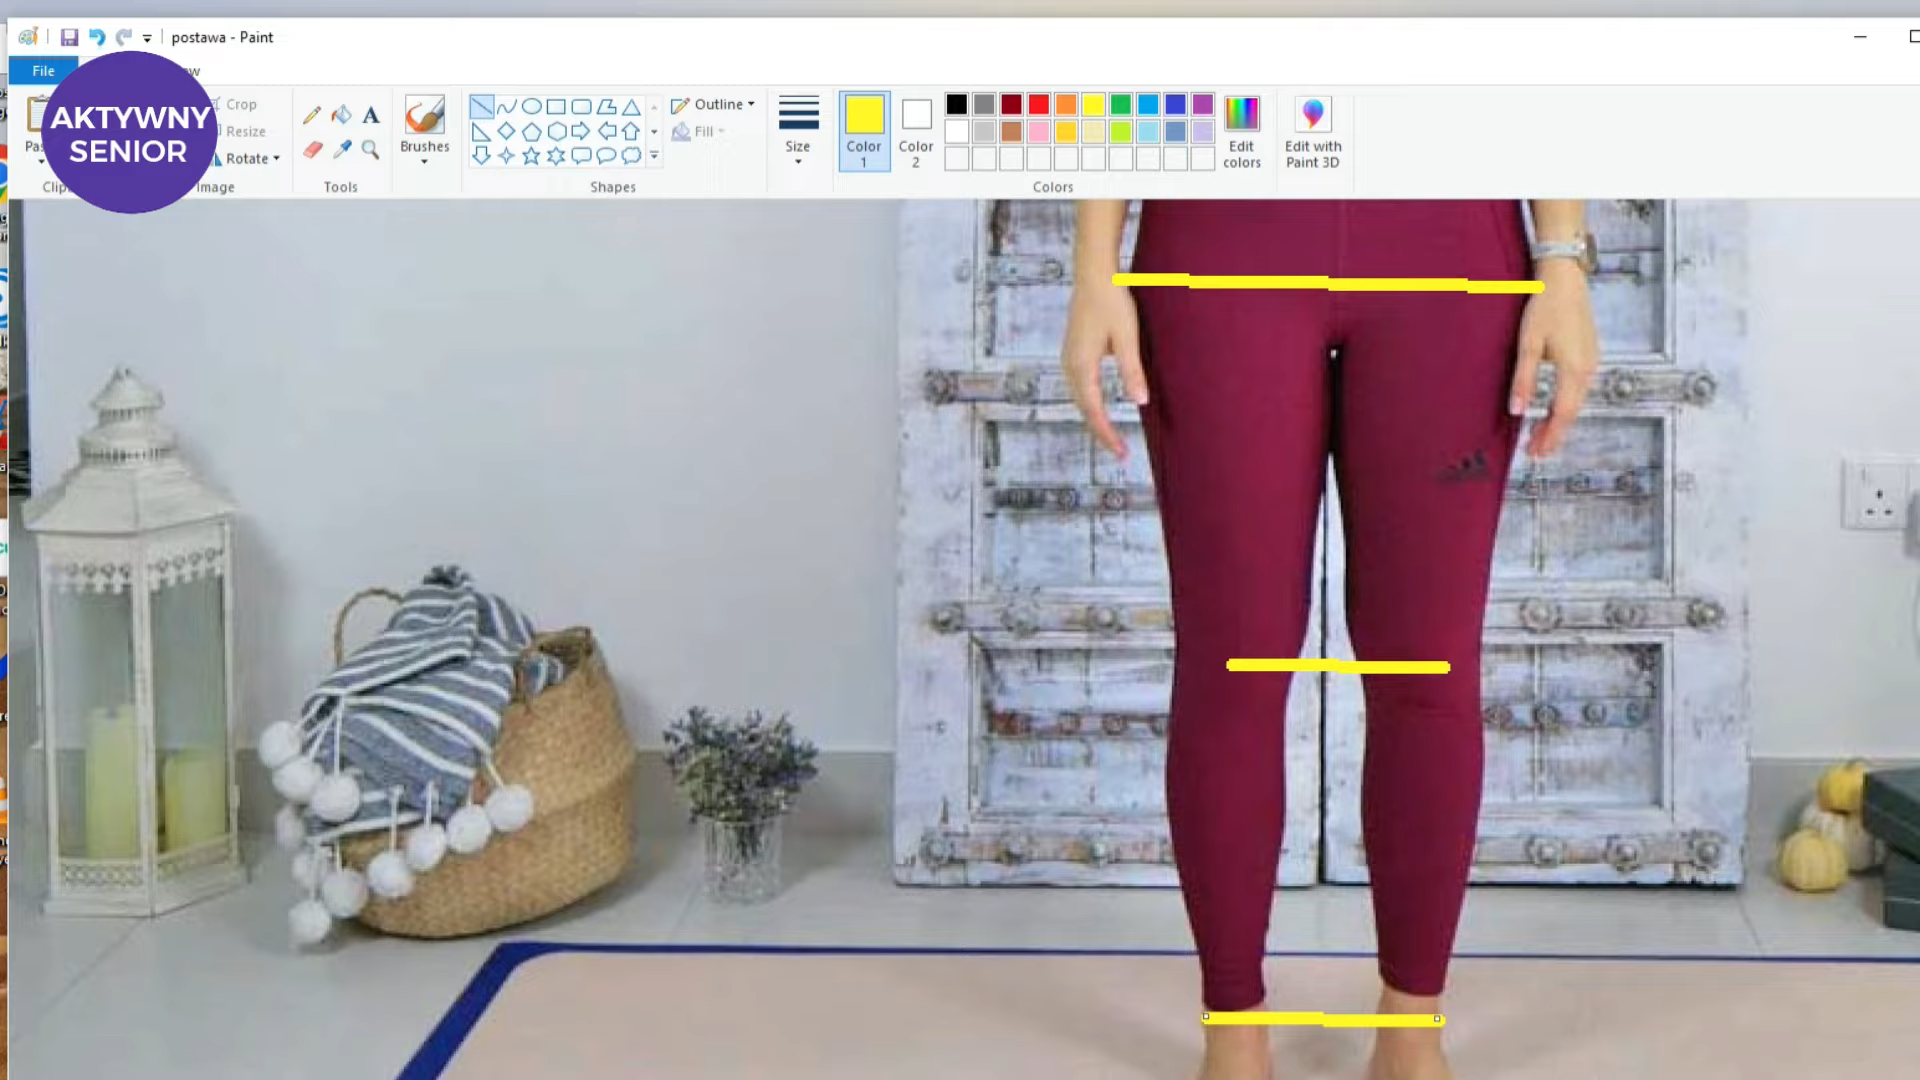 postawa - Paint
File
AKTYWNY
SENIOR
Crop
Resize
Rotate
Image
A
Tools
Brushes
Shapes
Outline
Fill
Size
Color
1
Color
2
Colors
Edit
colors
Edit with
Paint 3D